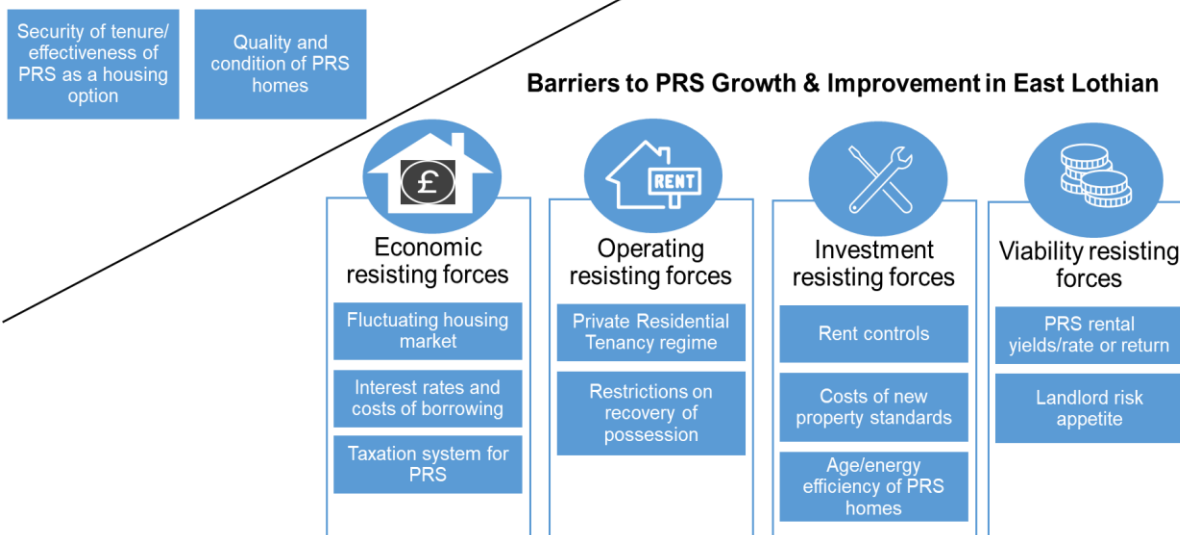 Security of tenure/
effectiveness of
PRS as a housing
option
Quality and
condition of PRS
homes
Barriers to PRS Growth & Improvement in East Lothian
£
RENT
Economic
resisting forces
Fluctuating housing
market
Interest rates and
costs of borrowing
Taxation system for
PRS
Operating
resisting forces
Private Residential
Tenancy regime
Restrictions on
recovery of
possession
Investment
resisting forces
Rent controls
Costs of new
property standards
Age/energy
efficiency of PRS
homes
Viability resisting
forces
PRS rental
yields/rate or return
Landlord risk
appetite